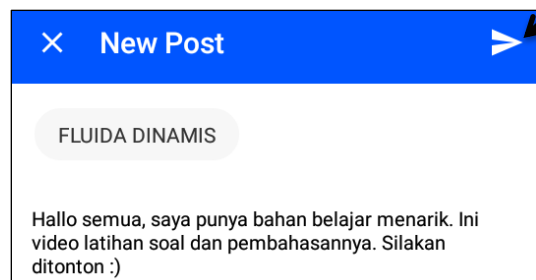 New Post
FLUIDA DINAMIS
Hallo semua, saya punya bahan belajar menarik. Ini
video latihan soal dan pembahasannya. Silakan
ditonton :)